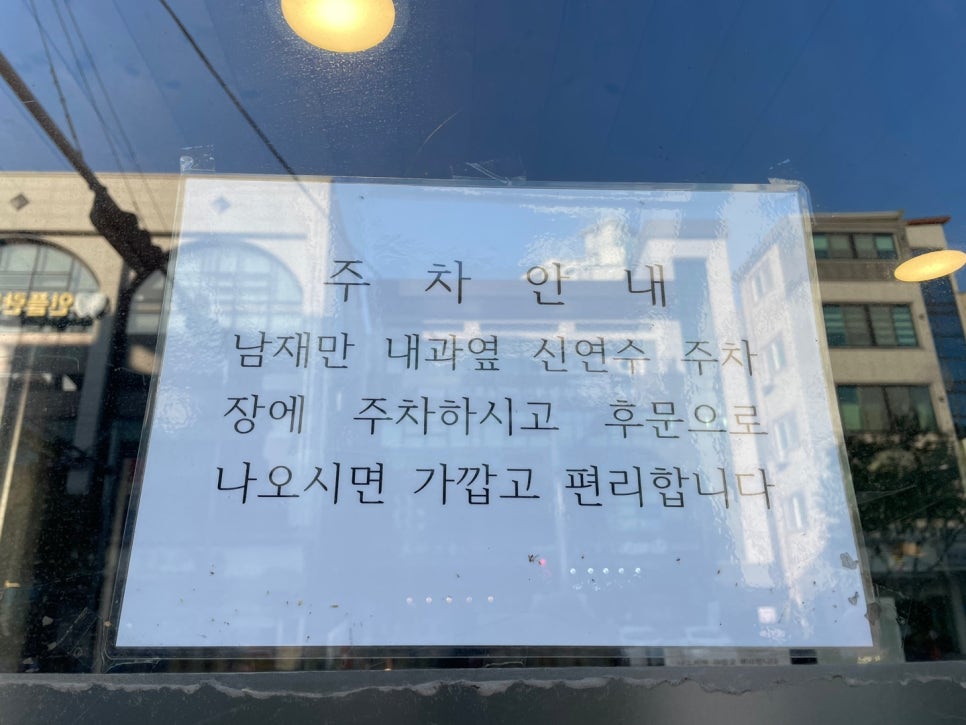 주 차 안 내
남재만 내과옆 신연수 주차
장에 주차하시고 후문으로
나오시면 가깝고 편리합니다